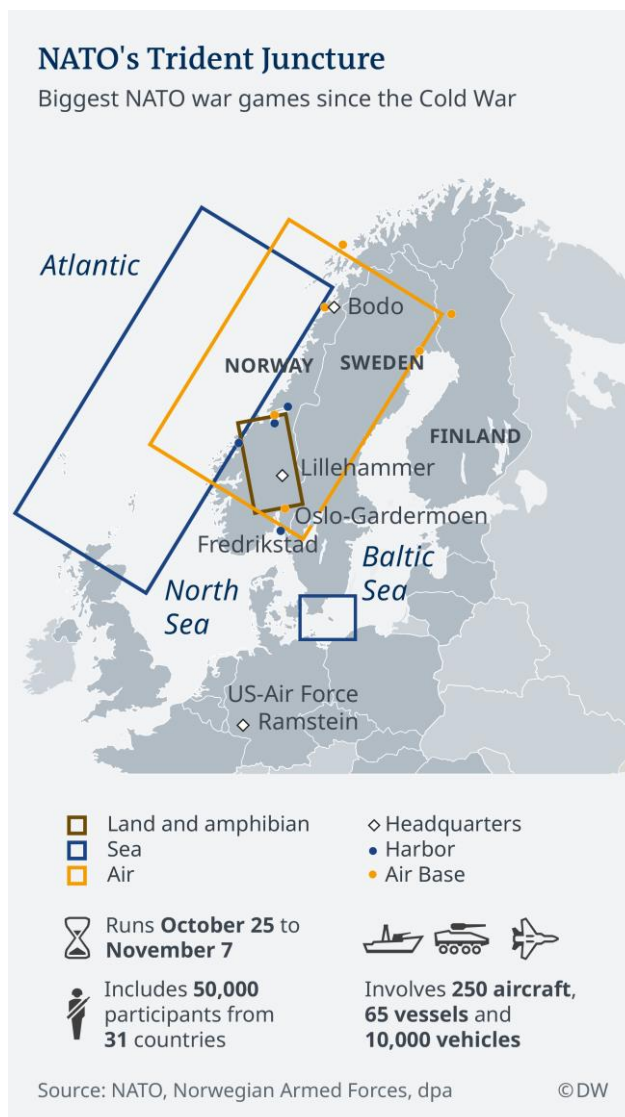 NATO's Trident Juncture
Biggest NATO war games since the Cold War
Atlantic
Bodo
NORWAY
SWEDEN
FINLAND
Lillehammer
Oslo-Gardermoen
Fredrikstad
Baltic
Sea
North
Sea
US-Air Force
Ramstein
Land and amphibian
Sea
Air
Headquarters
Harbor
Air Base
Runs October 25 to
November 7
Includes 50,000
participants from
31 countries
Involves 250 aircraft,
65 vessels and
10,000 vehicles
Source: NATO, Norwegian Armed Forces, dpa
©DW